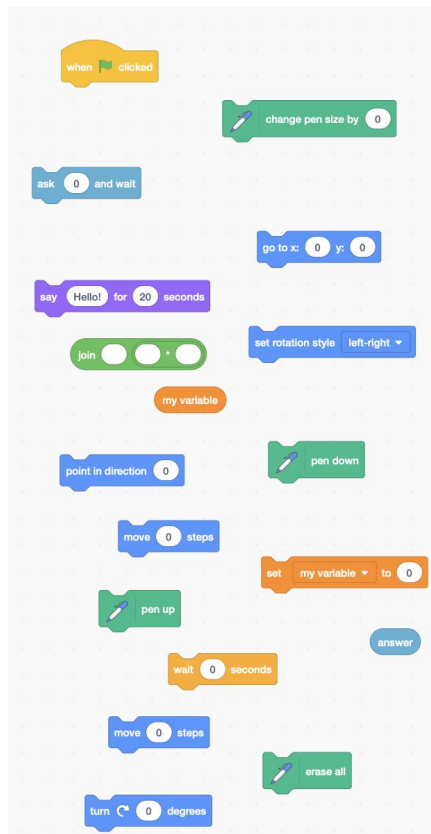 when clicked
change pen size by 0
ask 0 and wait
go to x: 0 y: 0
say Hello! for 20 seconds
set rotation style left-right
join *
my variable
point in direction 0
pen down
move 0 steps
set my variable to 0
pen up
answer
wait 0 seconds
move 0 steps
erase all
turn 0 degrees